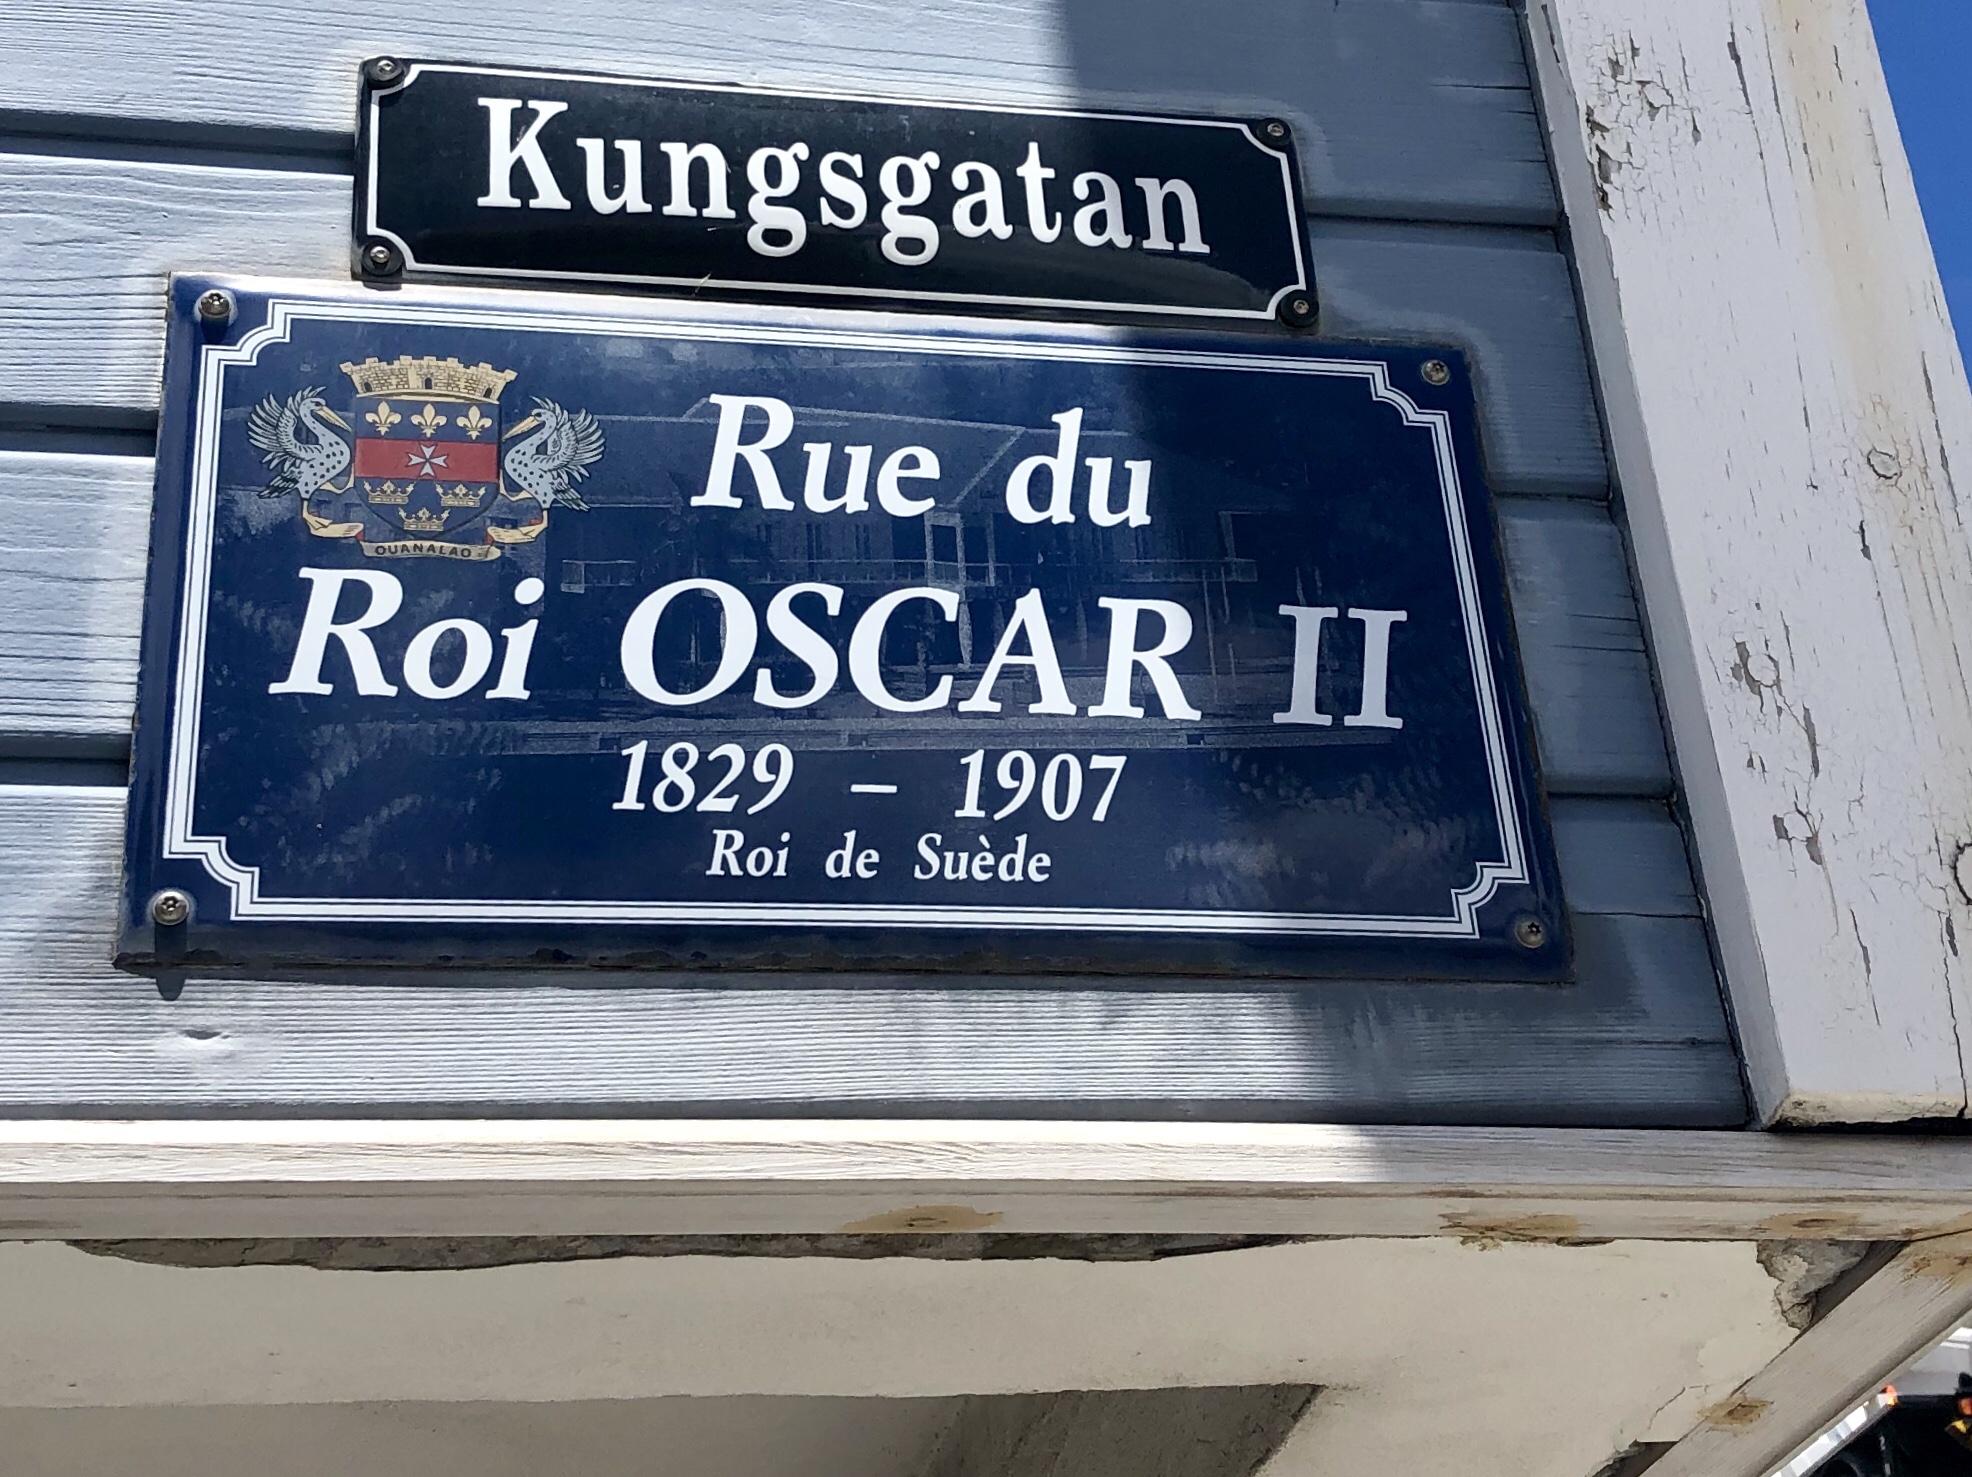 Kungsgatan
Rue du
OUANALAO
Roi OSCAR II
1829 – 1907
Roi de Suède